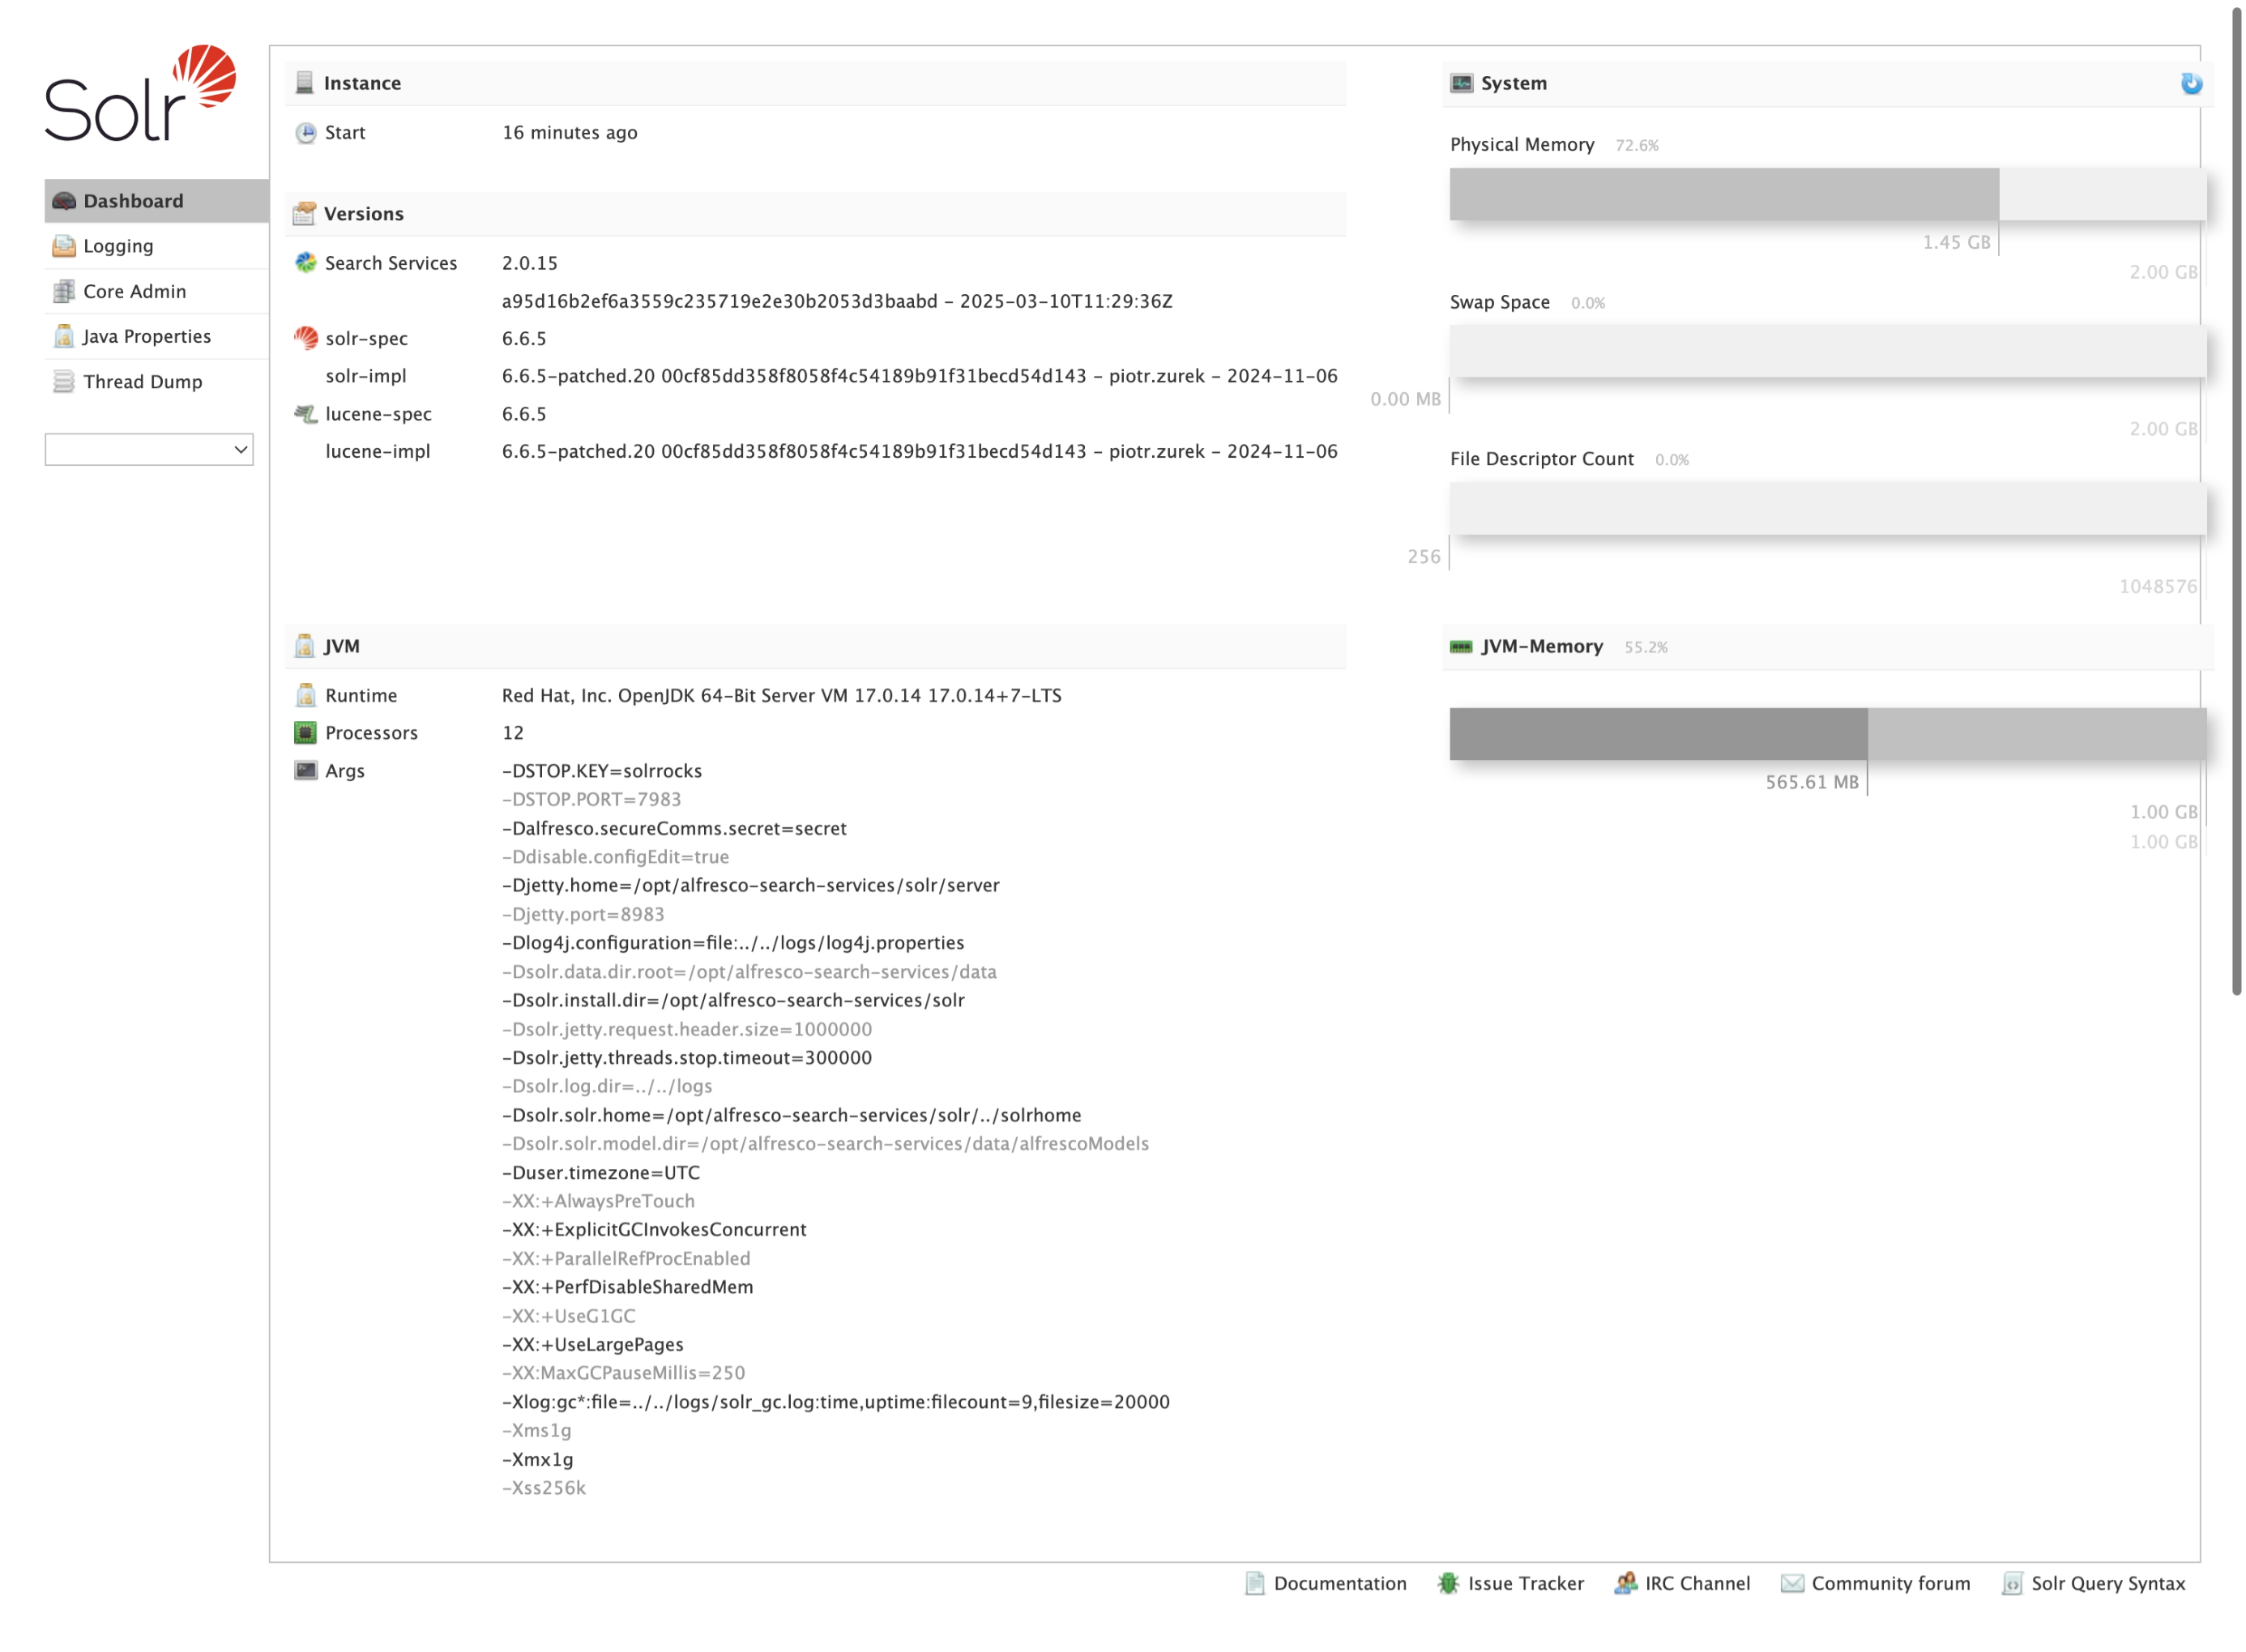 Solr
Dashboard
Logging
Core Admin
Java Properties
Thread Dump
Instance
Start 16 minutes ago
Versions
Search Services 2.0.15
a95d16b2ef6a3559c235719e2e30b2053d3baabd - 2025-03-10T11:29:36Z
solr-spec 6.6.5
solr-impl 6.6.5-patched.20 00cf85dd358f8058f4c54189b91f31becd54d143 - piotr.zurek - 2024-11-06
lucene-spec 6.6.5
lucene-impl 6.6.5-patched.20 00cf85dd358f8058f4c54189b91f31becd54d143 - piotr.zurek - 2024-11-06
System
Physical Memory 72.6%
1.45 GB
2.00 GB
Swap Space 0.0%
0.00 MB
2.00 GB
File Descriptor Count 0.0%
256
1048576
JVM
Runtime Red Hat, Inc. OpenJDK 64-Bit Server VM 17.0.14 17.0.14+7-LTS
Processors 12
Args -DSTOP.KEY=solrrocks
-DSTOP.PORT=7983
-Dalfresco.secureComms.secret=secret
-Ddisable.configEdit=true
-Djetty.home=/opt/alfresco-search-services/solr/server
-Djetty.port=8983
-Dlog4j.configuration=file:../../logs/log4j.properties
-Dsolr.data.dir.root=/opt/alfresco-search-services/data
-Dsolr.install.dir=/opt/alfresco-search-services/solr
-Dsolr.jetty.request.header.size=1000000
-Dsolr.jetty.threads.stop.timeout=300000
-Dsolr.log.dir=../../logs
-Dsolr.solr.home=/opt/alfresco-search-services/solr/../solrhome
-Dsolr.solr.model.dir=/opt/alfresco-search-services/data/alfrescoModels
-Duser.timezone=UTC
-XX:+AlwaysPreTouch
-XX:+ExplicitGCInvokesConcurrent
-XX:+ParallelRefProcEnabled
-XX:+PerfDisableSharedMem
-XX:+UseG1GC
-XX:+UseLargePages
-XX:MaxGCPauseMillis=250
-Xlog:gc*:file=../../logs/solr_gc.log:time,uptime:filecount=9,filesize=20000
-Xms1g
-Xmx1g
-Xss256k
JVM-Memory 55.2%
565.61 MB
1.00 GB
1.00 GB
Documentation Issue Tracker IRC Channel Community forum Solr Query Syntax